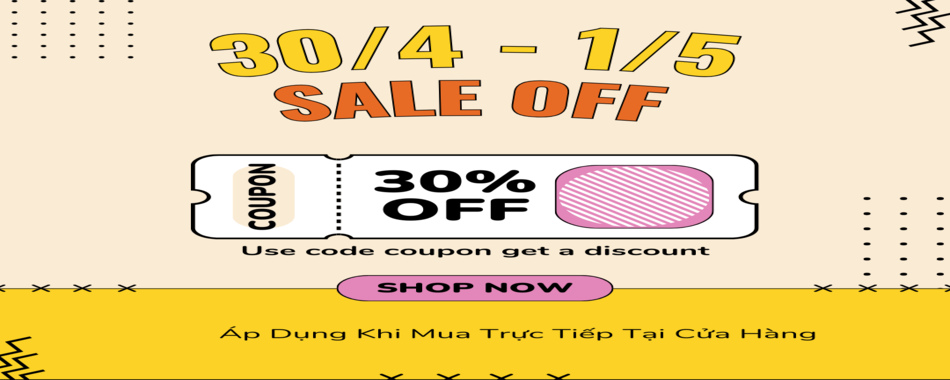 30/4 - 1/5
SALE OFF
COUPON
30%
OFF
Use code coupon get a discount
SHOP NOW
Áp Dụng Khi Mua Trực Tiếp Tại Cửa Hàng